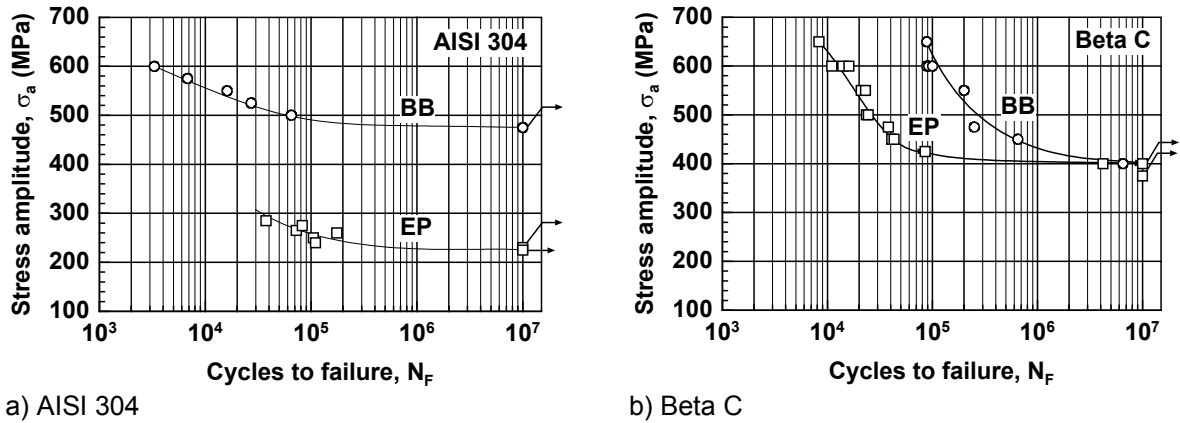 700
600
500
400
300
200
100
Stress amplitude, σa (MPa)
AISI 304
BB
EP
10³
10⁴
10⁵
10⁶
10⁷
Cycles to failure, NF
a) AISI 304
700
600
500
400
300
200
100
Stress amplitude, σa (MPa)
Beta C
EP
BB
10³
10⁴
10⁵
10⁶
10⁷
Cycles to failure, NF
b) Beta C